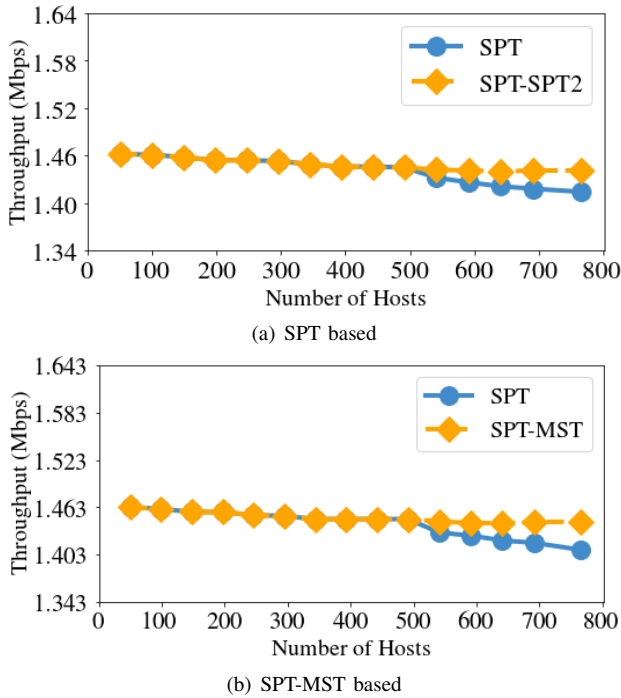 1.64
1.58
1.52
1.46
1.40
1.34
Throughput (Mbps)
SPT
SPT-SPT2
0 100 200 300 400 500 600 700 800
Number of Hosts
(a) SPT based
1.643
1.583
1.523
1.463
1.403
1.343
Throughput (Mbps)
SPT
SPT-MST
0 100 200 300 400 500 600 700 800
Number of Hosts
(b) SPT-MST based